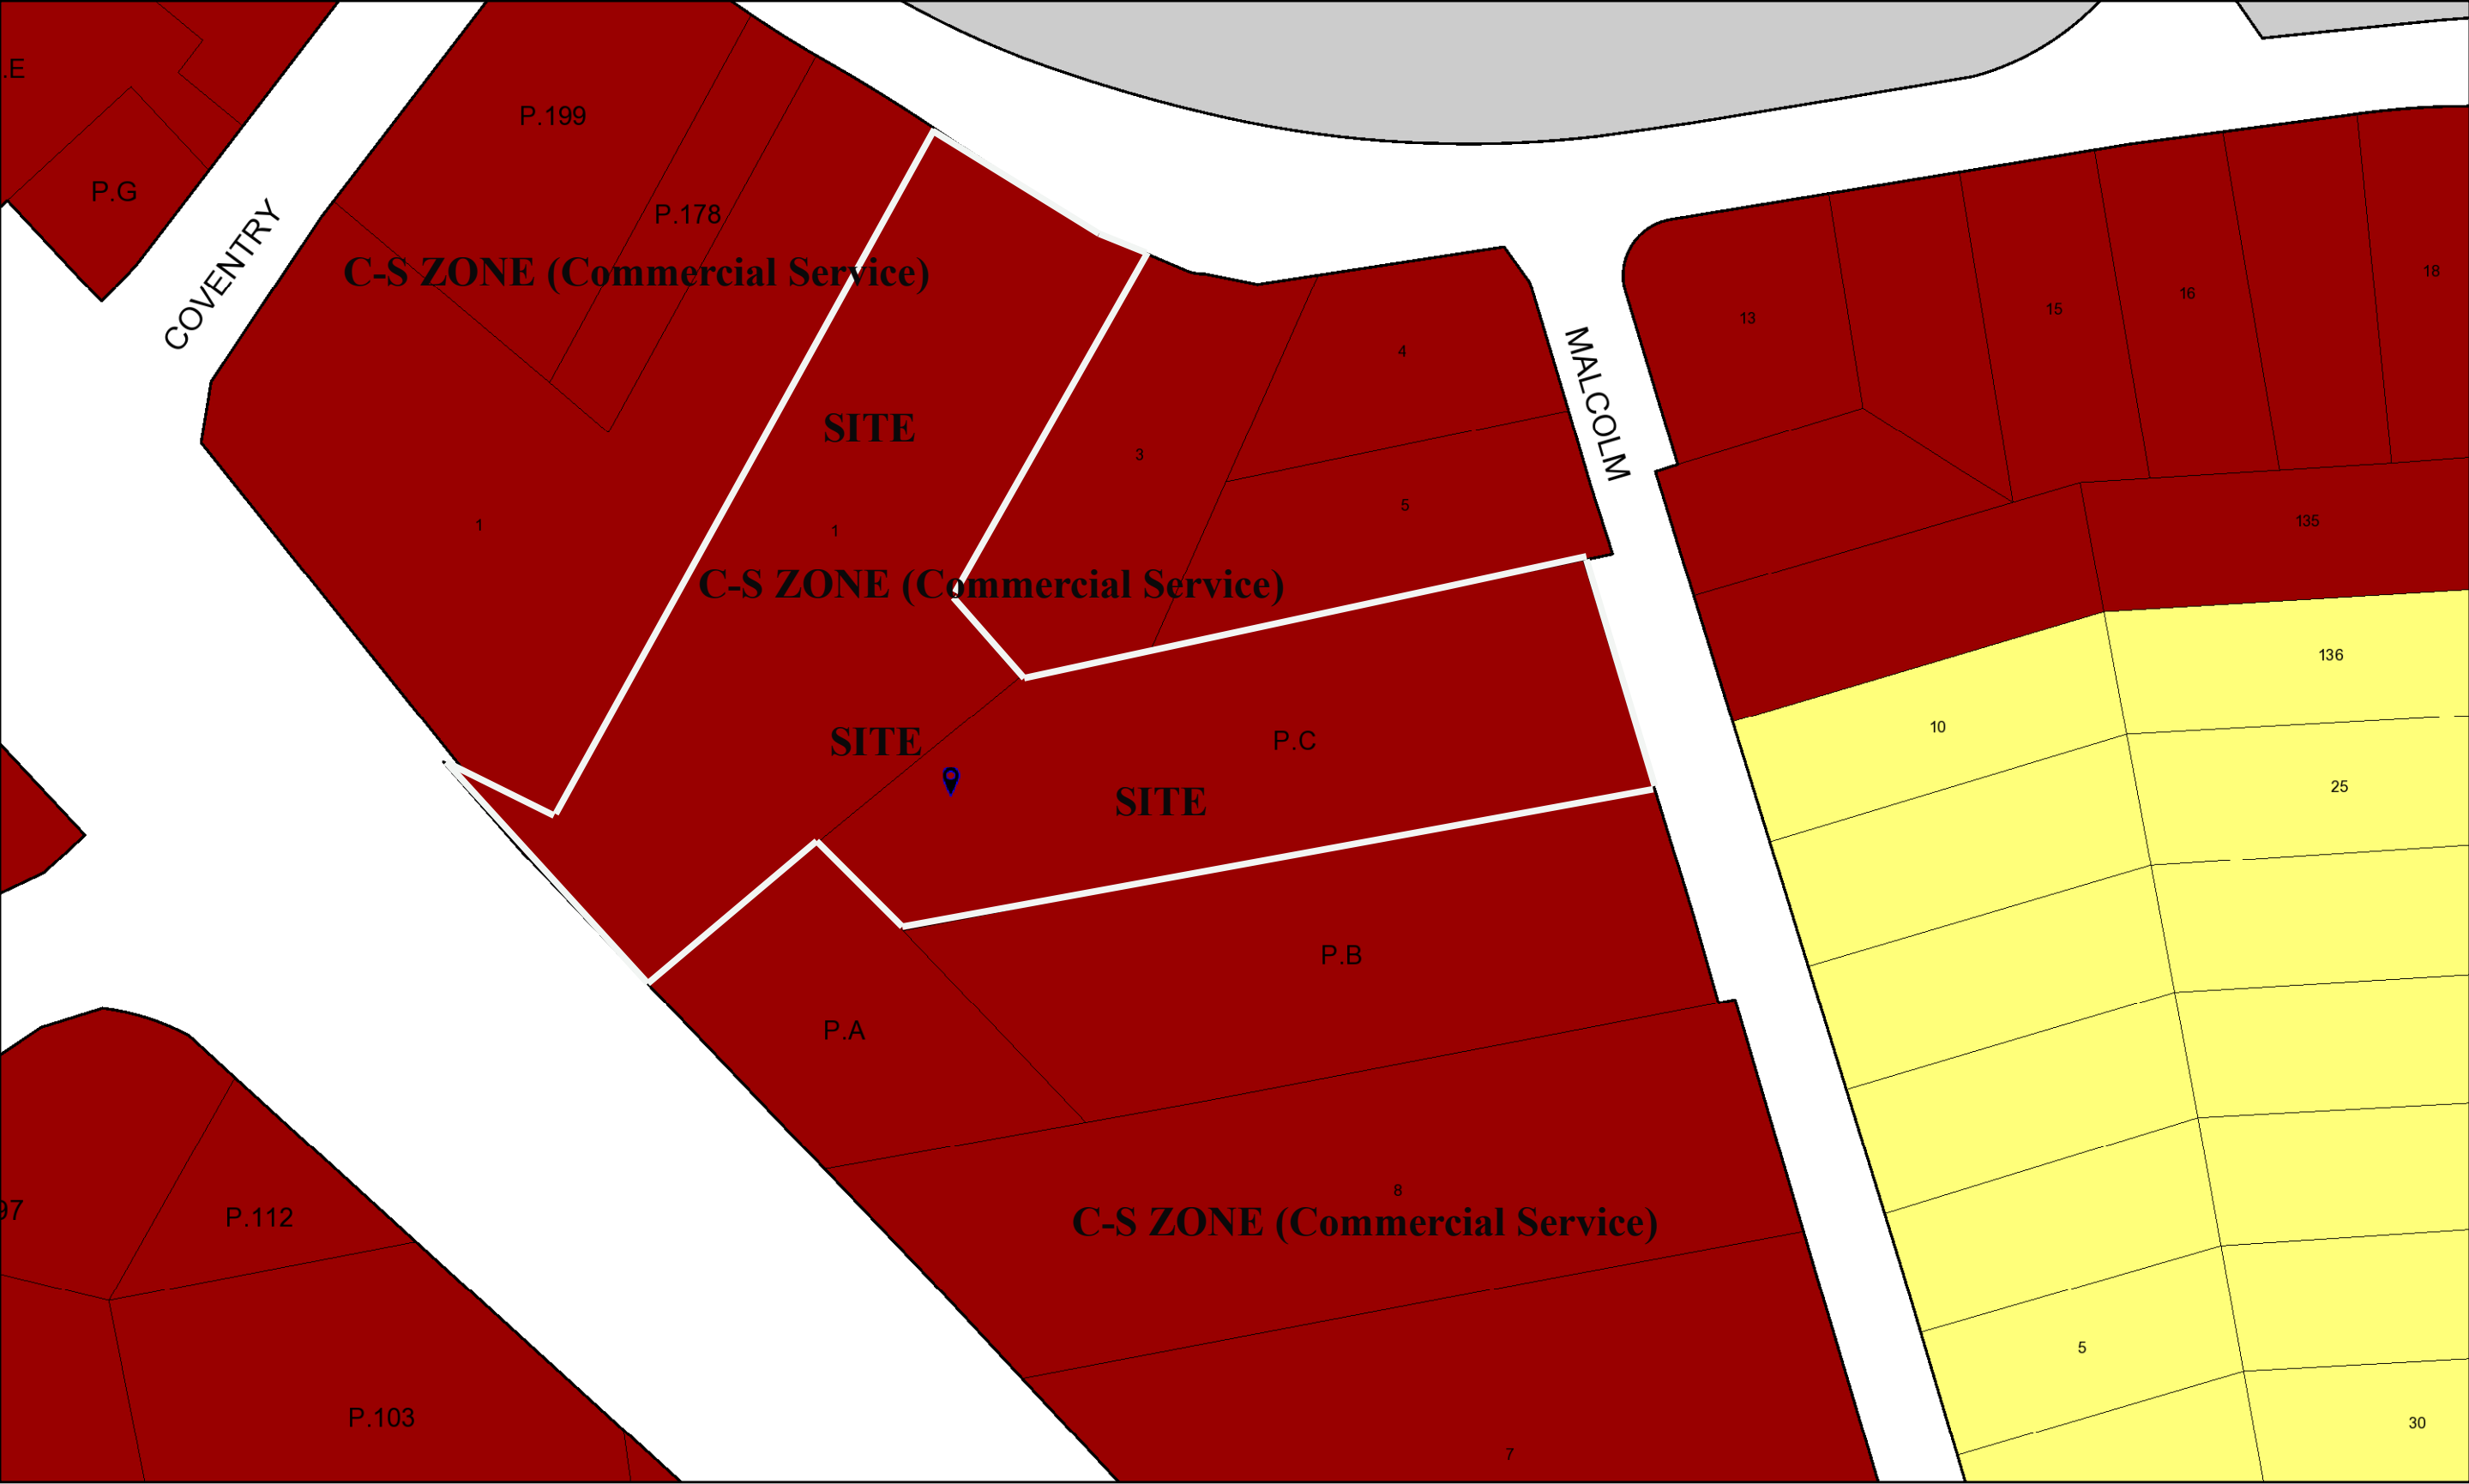 .E
P.199
P.G
P.178
COVENTRY
C-S ZONE (Commercial Service)
18
16
15
13
MALCOLM
4
SITE
3
5
135
1
1
C-S ZONE (Commercial Service)
136
10
SITE
P.C
25
SITE
P.B
P.A
8
97
P.112
C-S ZONE (Commercial Service)
5
P.103
30
7